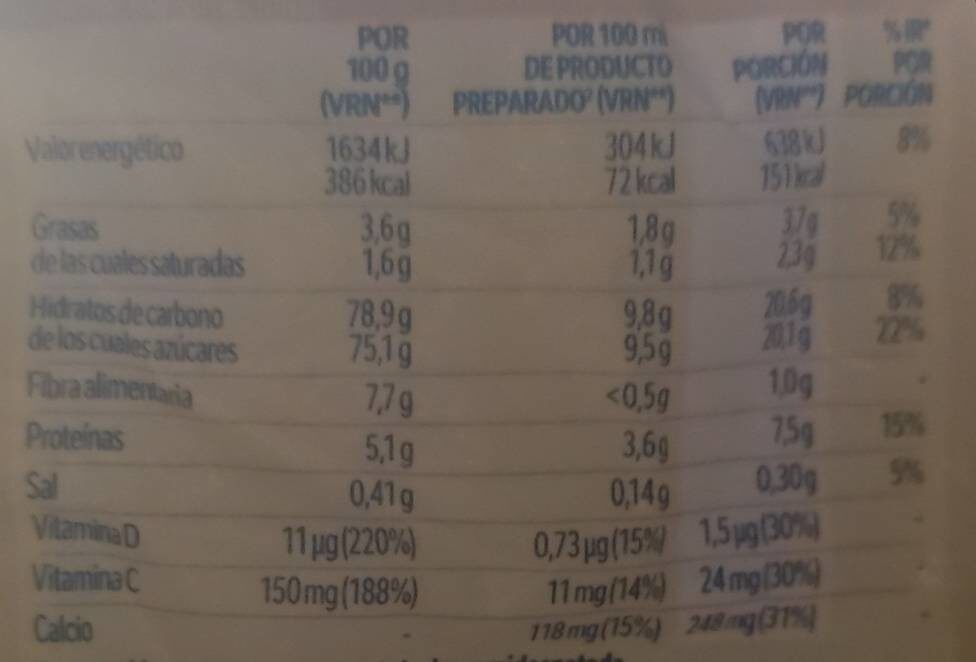 POR POR 100 ml POR % IR*
100 g DE PRODUCTO PORCIÓN POR
(VRN**) PREPARADO² (VRN**) (VRN**) PORCIÓN
Valor energético 1634 kJ 304 kJ 638 kJ 8%
386 kcal 72 kcal 151 kcal
Grasas 3,6 g 1,8 g 3,7 g 5%
de las cuales saturadas 1,6 g 1,1 g 2,3 g 12%
Hidratos de carbono 78,9 g 9,8 g 20,6 g 8%
de los cuales azúcares 75,1 g 9,5 g 20,1 g 22%
Fibra alimentaria 7,7 g <0,5 g 1,0 g -
Proteínas 5,1 g 3,6 g 7,5 g 15%
Sal 0,41 g 0,14 g 0,30 g 5%
Vitamina D 11 µg (220%) 0,73 µg (15%) 1,5 µg (30%) -
Vitamina C 150 mg (188%) 11 mg (14%) 24 mg (30%) -
Calcio - 118 mg (15%) 248 mg (31%) -